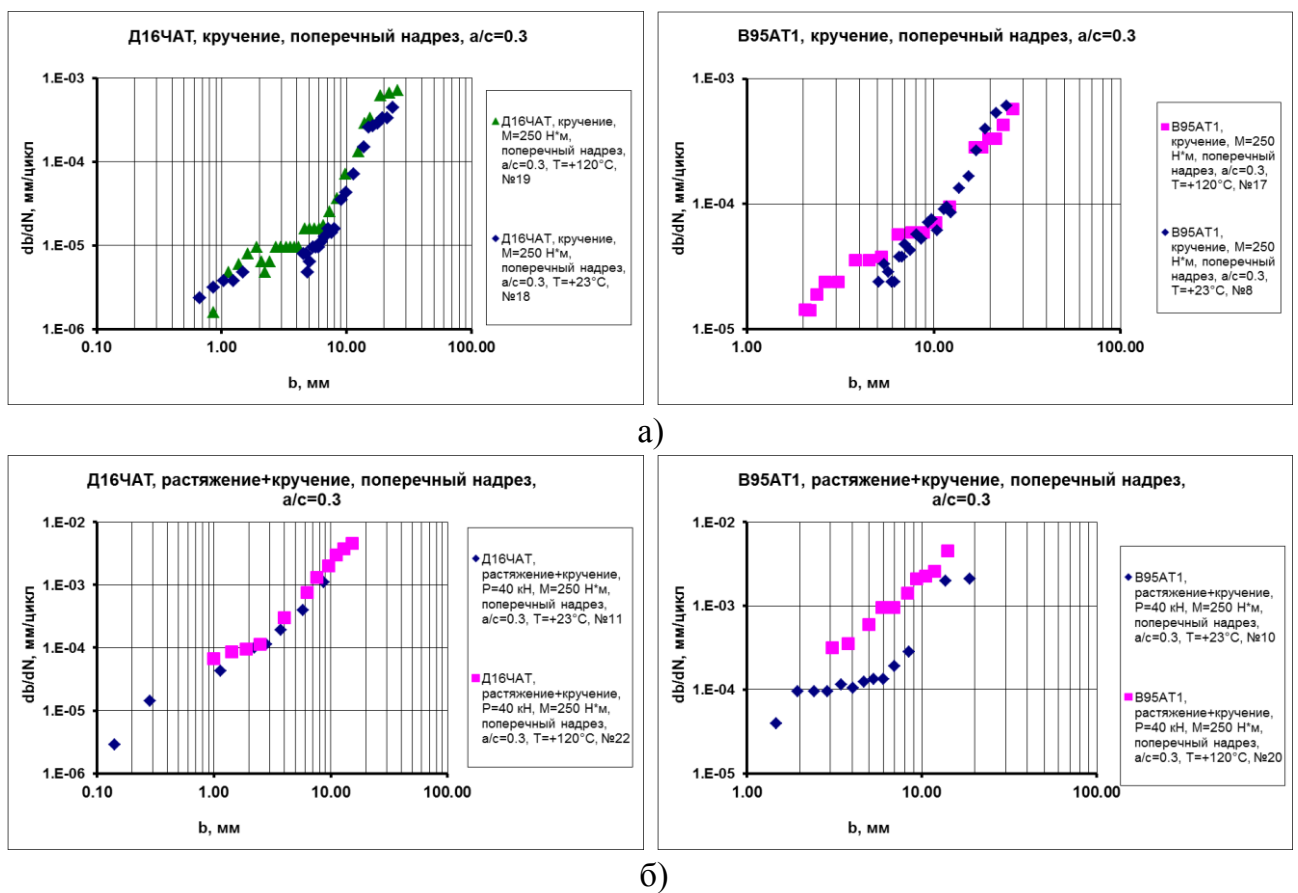 Д16ЧАТ, кручение, поперечный надрез, a/c=0.3
1.E-03
1.E-04
1.E-05
1.E-06
0.10
1.00
10.00
100.00
db/dN, мм/цикл
b, мм
Д16ЧАТ, кручение,
М=250 Н*м,
поперечный надрез,
a/c=0.3, T=+120°C,
№19
Д16ЧАТ, кручение,
М=250 Н*м,
поперечный надрез,
a/c=0.3, T=+23°C,
№18
В95АТ1, кручение, поперечный надрез, a/c=0.3
1.E-03
1.E-04
1.E-05
1.00
10.00
100.00
db/dN, мм/цикл
b, мм
В95АТ1,
кручение, М=250
Н*м, поперечный
надрез, a/c=0.3,
T=+120°C, №17
В95АТ1,
кручение, М=250
Н*м, поперечный
надрез, a/c=0.3,
T=+23°C, №8
а)
Д16ЧАТ, растяжение+кручение, поперечный надрез,
a/c=0.3
1.E-02
1.E-03
1.E-04
1.E-05
1.E-06
0.10
1.00
10.00
100.00
db/dN, мм/цикл
b, мм
Д16ЧАТ,
растяжение+кручение,
P=40 кН, М=250 Н*м,
поперечный надрез,
a/c=0.3, T=+23°C, №11
Д16ЧАТ,
растяжение+кручение,
P=40 кН, М=250 Н*м,
поперечный надрез,
a/c=0.3, T=+120°C, №22
В95АТ1, растяжение+кручение, поперечный надрез,
a/c=0.3
1.E-02
1.E-03
1.E-04
1.E-05
1.00
10.00
100.00
db/dN, мм/цикл
b, мм
В95АТ1,
растяжение+кручение,
P=40 кН, М=250 Н*м,
поперечный надрез,
a/c=0.3, T=+23°C, №10
В95АТ1,
растяжение+кручение,
P=40 кН, М=250 Н*м,
поперечный надрез,
a/c=0.3, T=+120°C, №20
б)